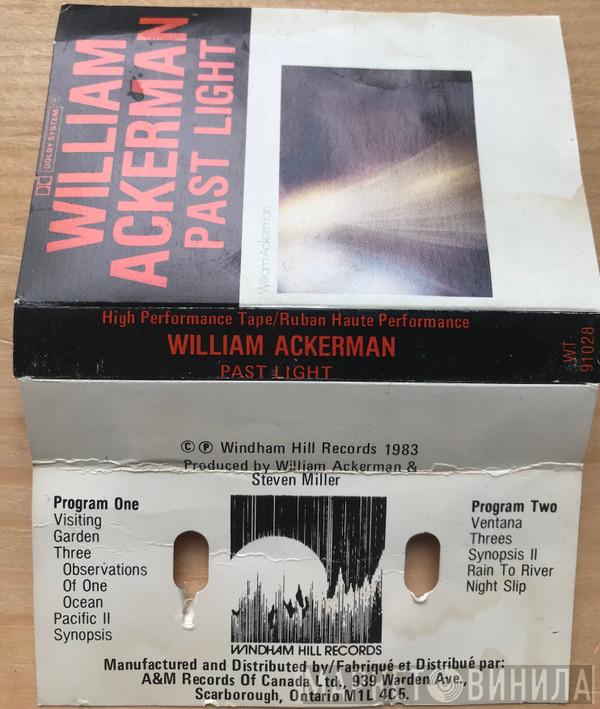 WILLIAM
ACKERMAN
PAST LIGHT
DOLBY SYSTEM
William Ackerman
High Performance Tape/Ruban Haute Performance
WILLIAM ACKERMAN
PAST LIGHT
WT
91028
© ℗ Windham Hill Records 1983
Produced by William Ackerman &
Steven Miller
Program One
Visiting
Garden
Three
Observations
Of One
Ocean
Pacific II
Synopsis
Program Two
Ventana
Threes
Synopsis II
Rain To River
Night Slip
WINDHAM HILL RECORDS
Manufactured and Distributed by/Fabriqué et Distribué par:
A&M Records Of Canada Ltd., 939 Warden Ave.,
Scarborough, Ontario M1L 4C5.
МАРКЕТ ВИНИЛА